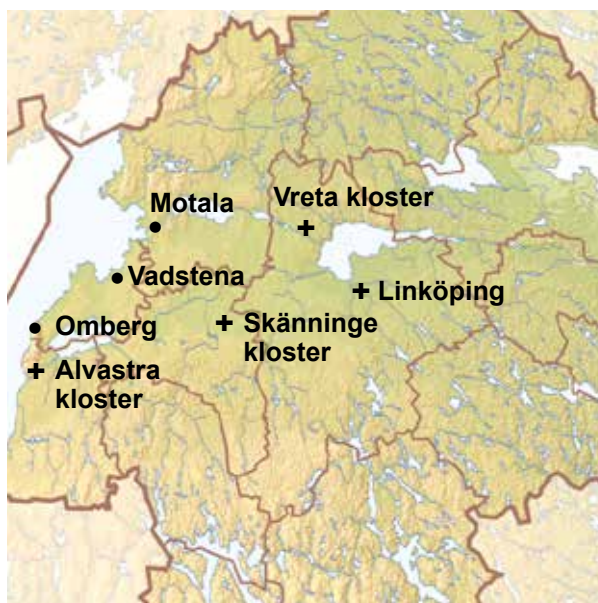 Motala
Vreta kloster
Vadstena
Linköping
Omberg
Skänninge
kloster
Alvastra
kloster